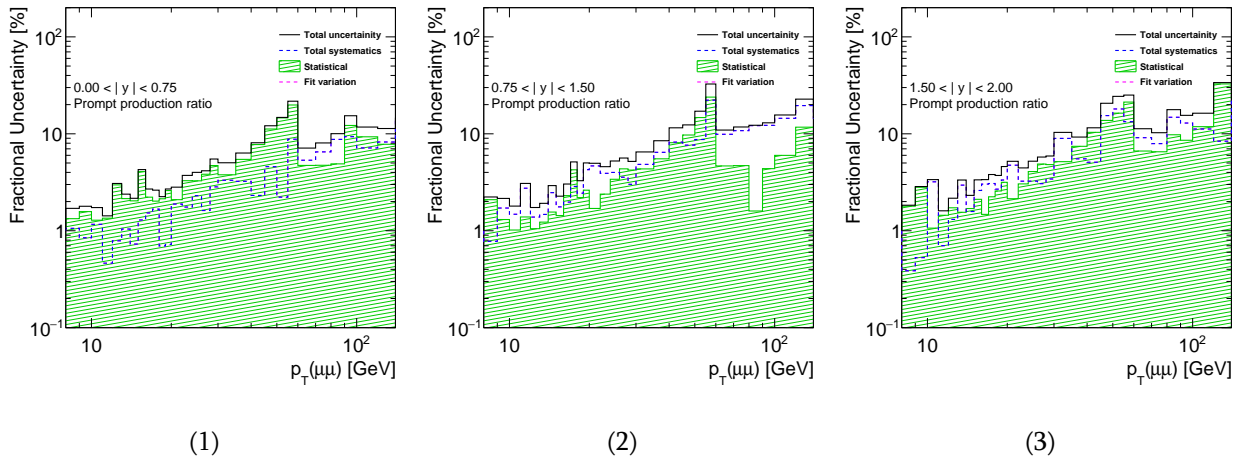 Fractional Uncertainty [%]
10²
10
1
10⁻¹
Total uncertainity
Total systematics
Statistical
Fit variation
0.00 < | y | < 0.75
Prompt production ratio
10
10²
p_T(μμ) [GeV]
(1)
Fractional Uncertainty [%]
10²
10
1
10⁻¹
Total uncertainity
Total systematics
Statistical
Fit variation
0.75 < | y | < 1.50
Prompt production ratio
10
10²
p_T(μμ) [GeV]
(2)
Fractional Uncertainty [%]
10²
10
1
10⁻¹
Total uncertainity
Total systematics
Statistical
Fit variation
1.50 < | y | < 2.00
Prompt production ratio
10
10²
p_T(μμ) [GeV]
(3)